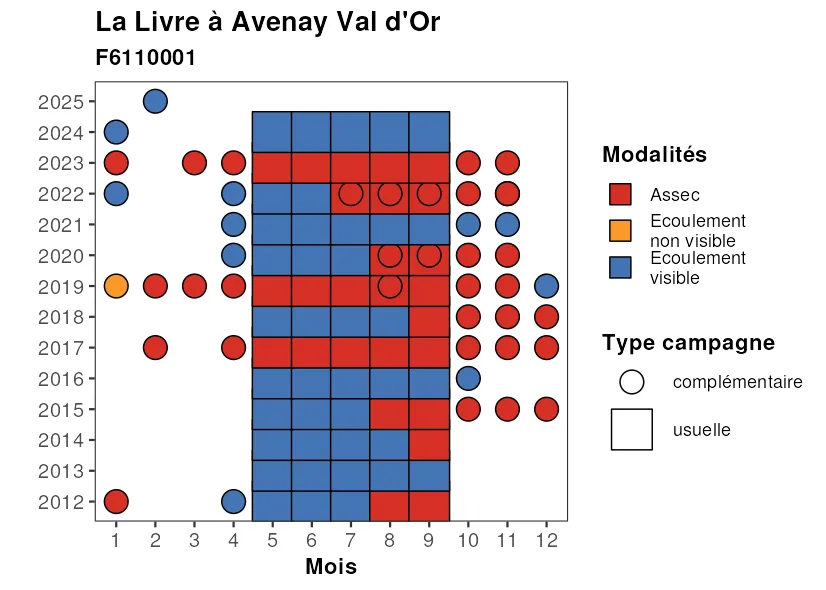 La Livre à Avenay Val d'Or
F6110001
2025
2024
2023
2022
2021
2020
2019
2018
2017
2016
2015
2014
2013
2012
1 2 3 4 5 6 7 8 9 10 11 12
Mois
Modalités
Assec
Ecoulement
non visible
Ecoulement
visible
Type campagne
complémentaire
usuelle